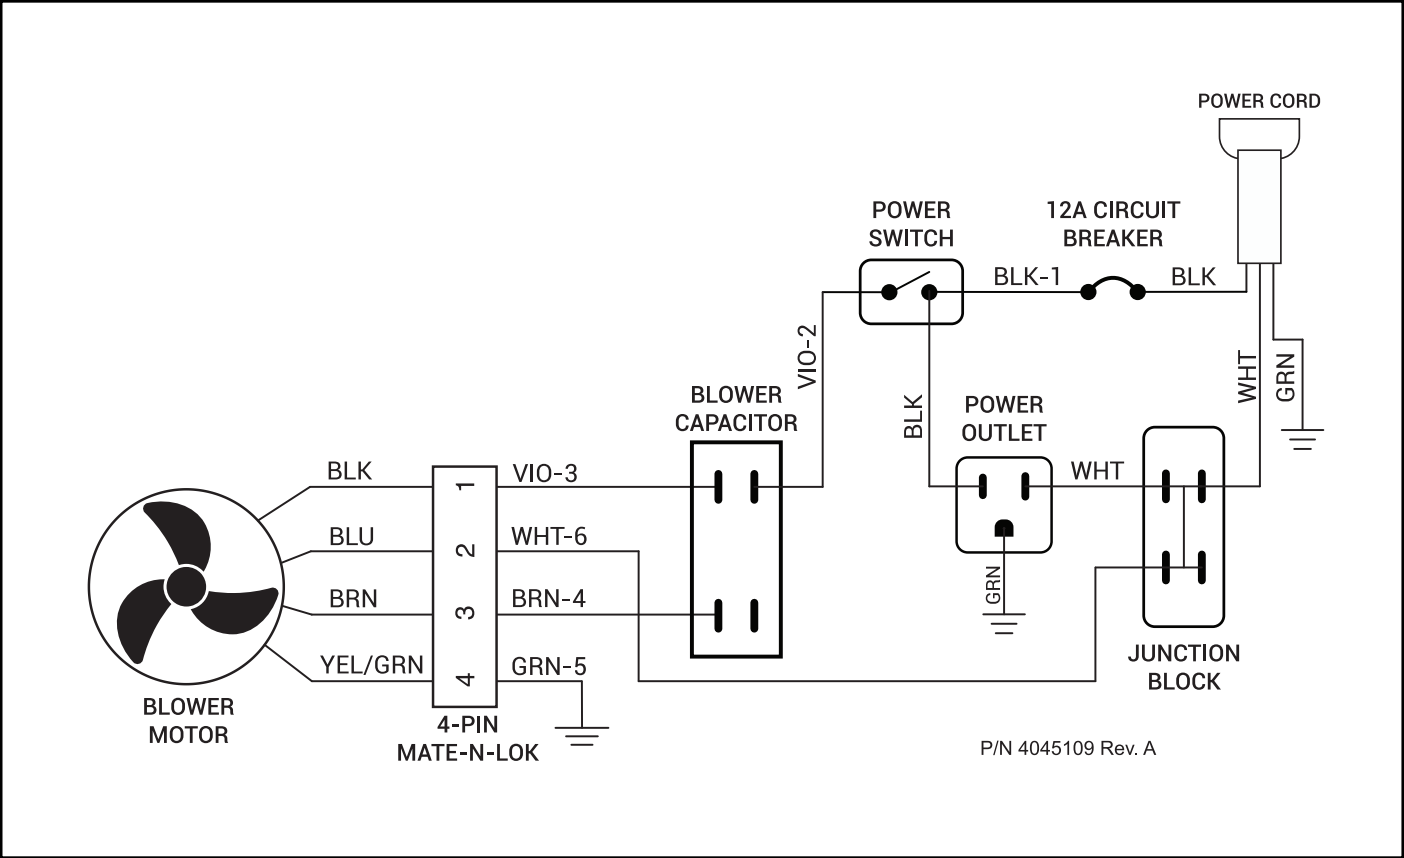 POWER CORD
POWER
SWITCH
12A CIRCUIT
BREAKER
BLK-1
BLK
VIO-2
WHT
GRN
BLOWER
CAPACITOR
BLK
POWER
OUTLET
WHT
BLK
1
VIO-3
BLU
2
WHT-6
BRN
3
BRN-4
GRN
YEL/GRN
4
GRN-5
JUNCTION
BLOCK
BLOWER
MOTOR
4-PIN
MATE-N-LOK
P/N 4045109 Rev. A